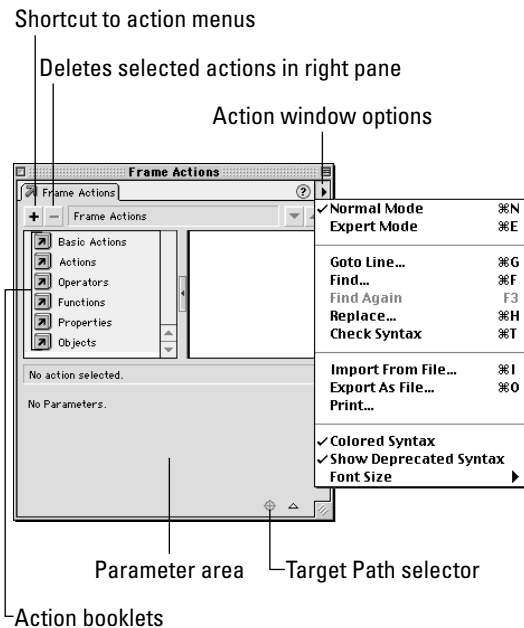 Shortcut to action menus
Deletes selected actions in right pane
Action window options
Frame Actions
Frame Actions
?
+ − Frame Actions
Basic Actions
Actions
Operators
Functions
Properties
Objects
No action selected.
No Parameters.
✓Normal Mode ⌘N
Expert Mode ⌘E
Goto Line... ⌘G
Find... ⌘F
Find Again F3
Replace... ⌘H
Check Syntax ⌘T
Import From File... ⌘I
Export As File... ⌘O
Print...
✓Colored Syntax
✓Show Deprecated Syntax
Font Size
Parameter area
Target Path selector
Action booklets